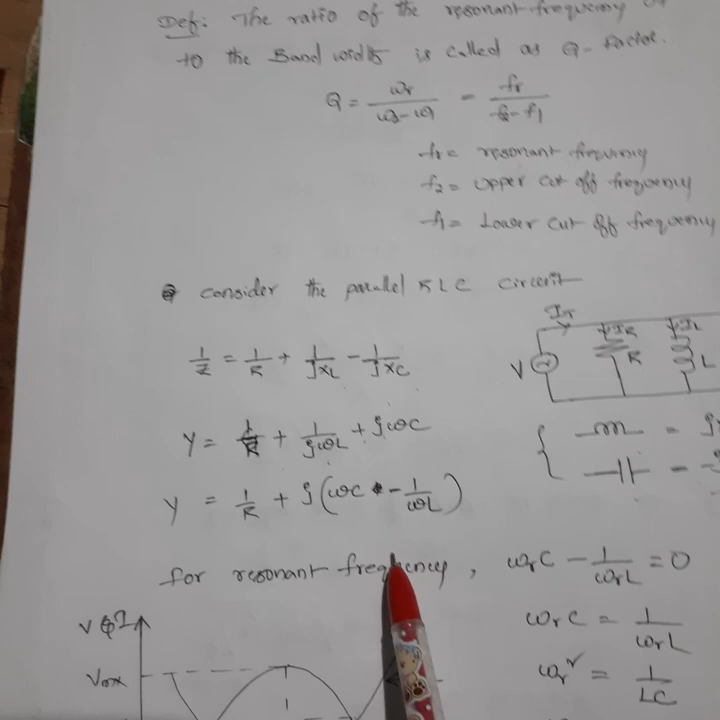 Def: The ratio of the resonant frequency
to the Band width is called as Q-Factor.
Q = ωr/(ω2-ω1) = fr/(f2-f1)
fr = resonant frequency
f2 = Upper cut off frequency
f1 = Lower cut off frequency
consider the parallel RLC circuit
IT
IR
IL
V
R
L
1/Z = 1/R + 1/JXL - 1/JXC
Y = 1/R + 1/JωL + JωC
Y = 1/R + J(ωC - 1/ωL)
for resonant frequency, ωrC - 1/ωrL = 0
ωrC = 1/ωrL
ωr² = 1/LC
V